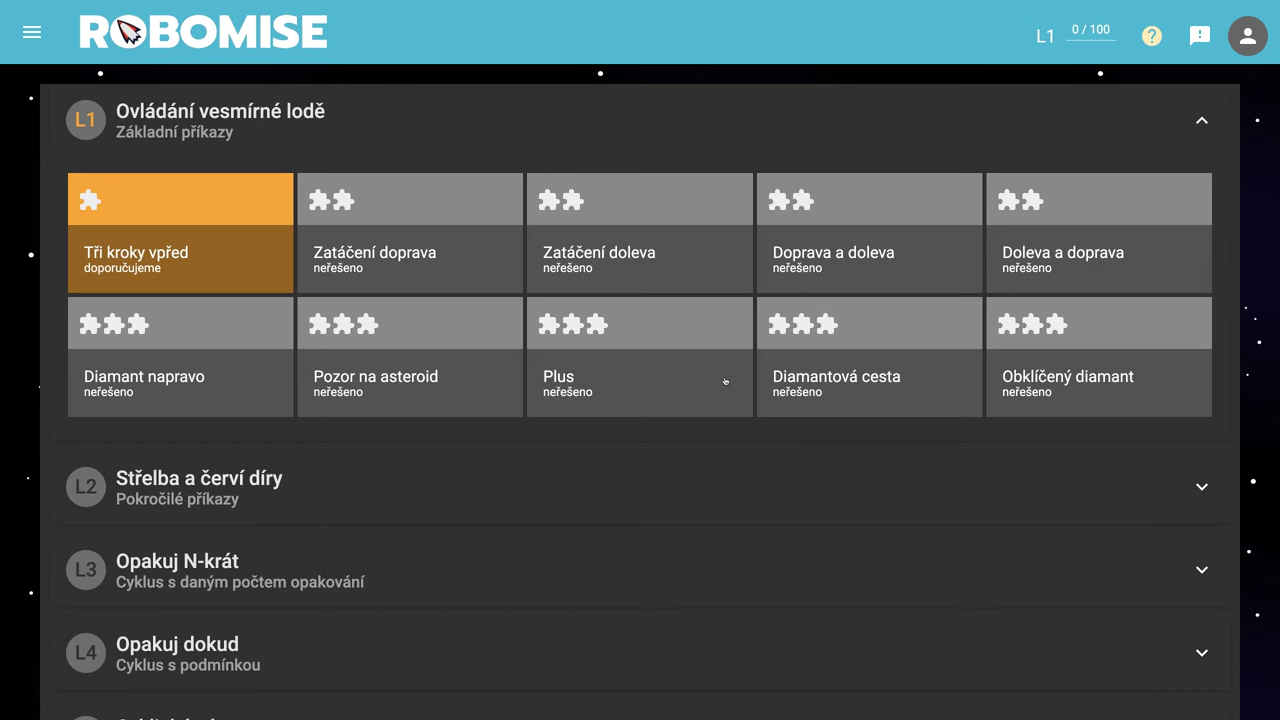 ROBOMISE
L1 0 / 100
?
L1 Ovládání vesmírné lodě
Základní příkazy
Tři kroky vpřed
doporučujeme
Zatáčení doprava
neřešeno
Zatáčení doleva
neřešeno
Doprava a doleva
neřešeno
Doleva a doprava
neřešeno
Diamant napravo
neřešeno
Pozor na asteroid
neřešeno
Plus
neřešeno
Diamantová cesta
neřešeno
Obklíčený diamant
neřešeno
L2 Střelba a červí díry
Pokročilé příkazy
L3 Opakuj N-krát
Cyklus s daným počtem opakování
L4 Opakuj dokud
Cyklus s podmínkou